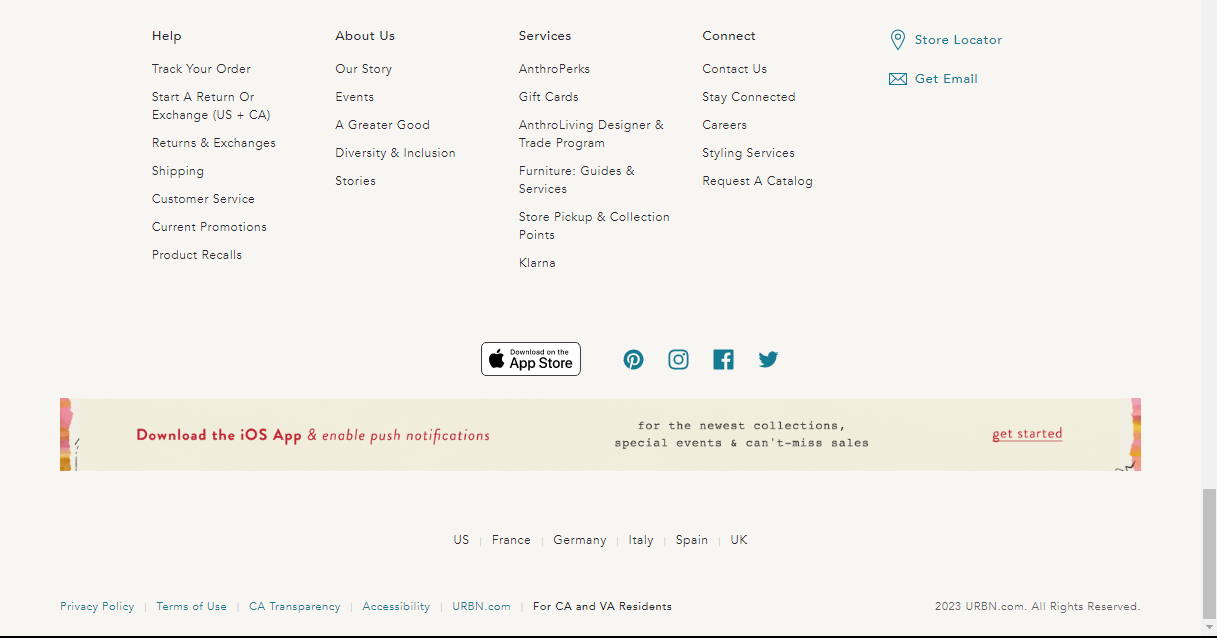 Help
Track Your Order
Start A Return Or
Exchange (US + CA)
Returns & Exchanges
Shipping
Customer Service
Current Promotions
Product Recalls
About Us
Our Story
Events
A Greater Good
Diversity & Inclusion
Stories
Services
AnthroPerks
Gift Cards
AnthroLiving Designer &
Trade Program
Furniture: Guides &
Services
Store Pickup & Collection
Points
Klarna
Connect
Contact Us
Stay Connected
Careers
Styling Services
Request A Catalog
Store Locator
Get Email
Download on the
App Store
Download the iOS App & enable push notifications
for the newest collections,
special events & can't-miss sales
get started
US | France | Germany | Italy | Spain | UK
Privacy Policy | Terms of Use | CA Transparency | Accessibility | URBN.com | For CA and VA Residents
2023 URBN.com. All Rights Reserved.